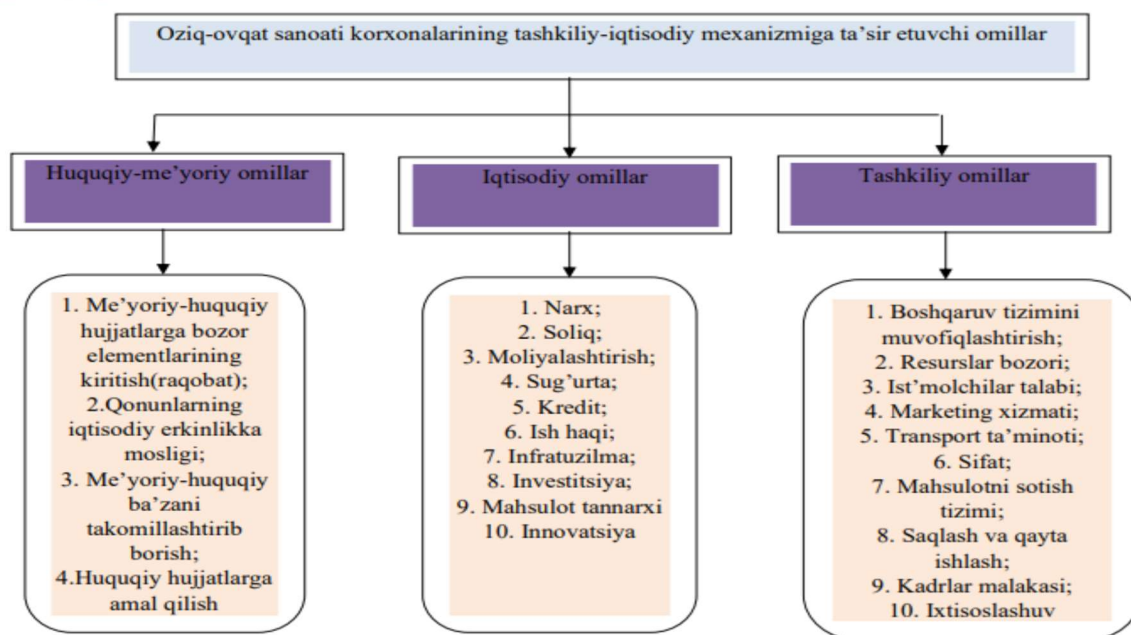 Oziq-ovqat sanoati korxonalarining tashkiliy-iqtisodiy mexanizmiga ta'sir etuvchi omillar
Huquqiy-me'yoriy omillar
1. Me'yoriy-huquqiy
hujjatlarga bozor
elementlarining
kiritish(raqobat);
2.Qonunlarning
iqtisodiy erkinlikka
mosligi;
3. Me'yoriy-huquqiy
ba'zani
takomillashtirib
borish;
4.Huquqiy hujjatlarga
amal qilish
Iqtisodiy omillar
1. Narx;
2. Soliq;
3. Moliyalashtirish;
4. Sug'urta;
5. Kredit;
6. Ish haqi;
7. Infratuzilma;
8. Investitsiya;
9. Mahsulot tannarxi
10. Innovatsiya
Tashkiliy omillar
1. Boshqaruv tizimini
muvofiqlashtirish;
2. Resurslar bozori;
3. Ist'molchilar talabi;
4. Marketing xizmati;
5. Transport ta'minoti;
6. Sifat;
7. Mahsulotni sotish
tizimi;
8. Saqlash va qayta
ishlash;
9. Kadrlar malakasi;
10. Ixtisoslashuv